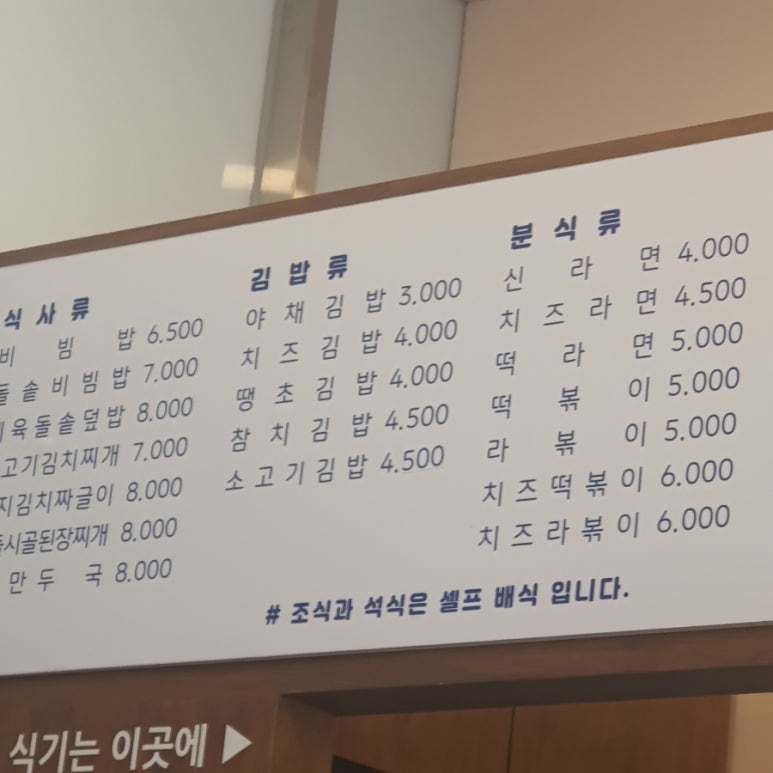 식사류
비빔밥 6.500
돌솥비빔밥 7.000
육돌솥덮밥 8.000
고기김치찌개 7.000
지김치짜글이 8.000
시골된장찌개 8.000
만두국 8.000
김밥류
야채김밥 3.000
치즈김밥 4.000
땡초김밥 4.000
참치김밥 4.500
소고기김밥 4.500
분식류
신라면 4.000
치즈라면 4.500
떡라면 5.000
떡볶이 5.000
라볶이 5.000
치즈떡볶이 6.000
치즈라볶이 6.000
# 조식과 석식은 셀프 배식 입니다.
식기는 이곳에 ▶